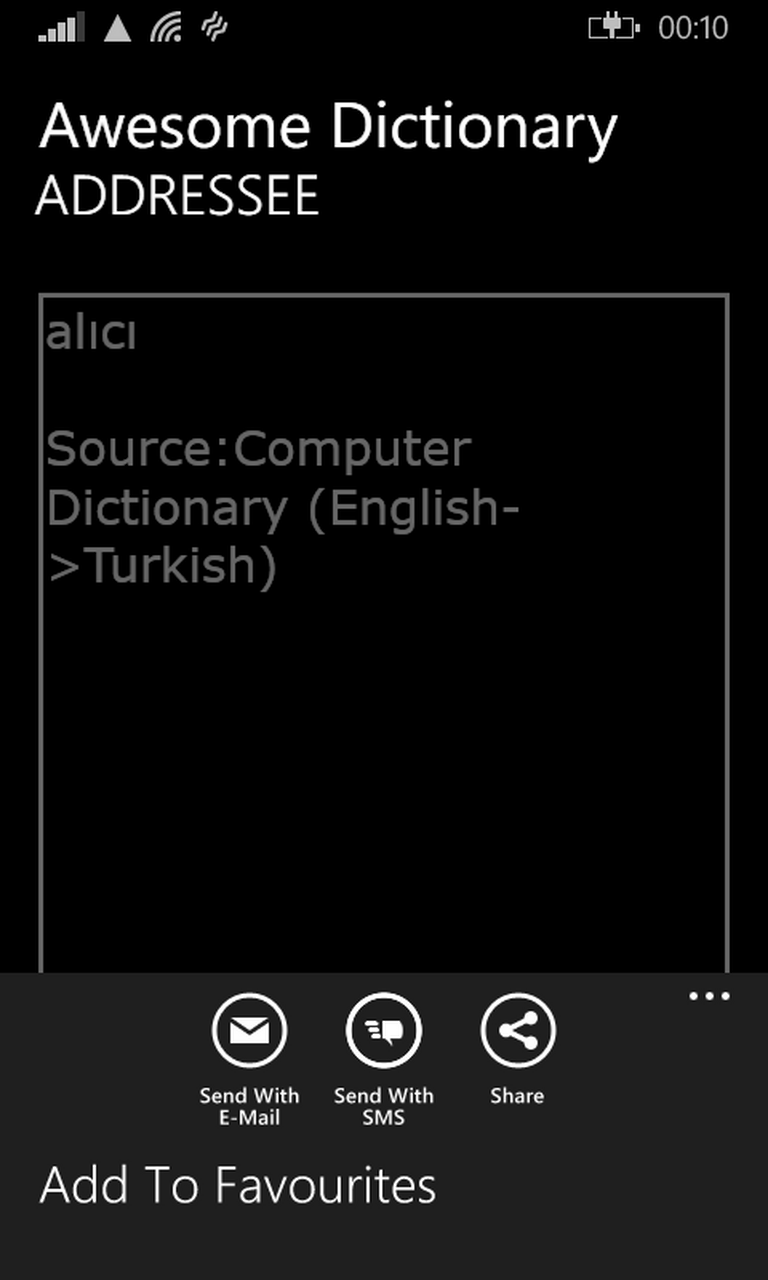 00:10
Awesome Dictionary
ADDRESSEE
alıcı
Source:Computer
Dictionary (English-
>Turkish)
Send With
E-Mail
Send With
SMS
Share
Add To Favourites